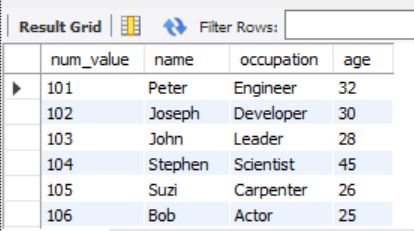 Result Grid Filter Rows:
num_value name occupation age
101 Peter Engineer 32
102 Joseph Developer 30
103 John Leader 28
104 Stephen Scientist 45
105 Suzi Carpenter 26
106 Bob Actor 25